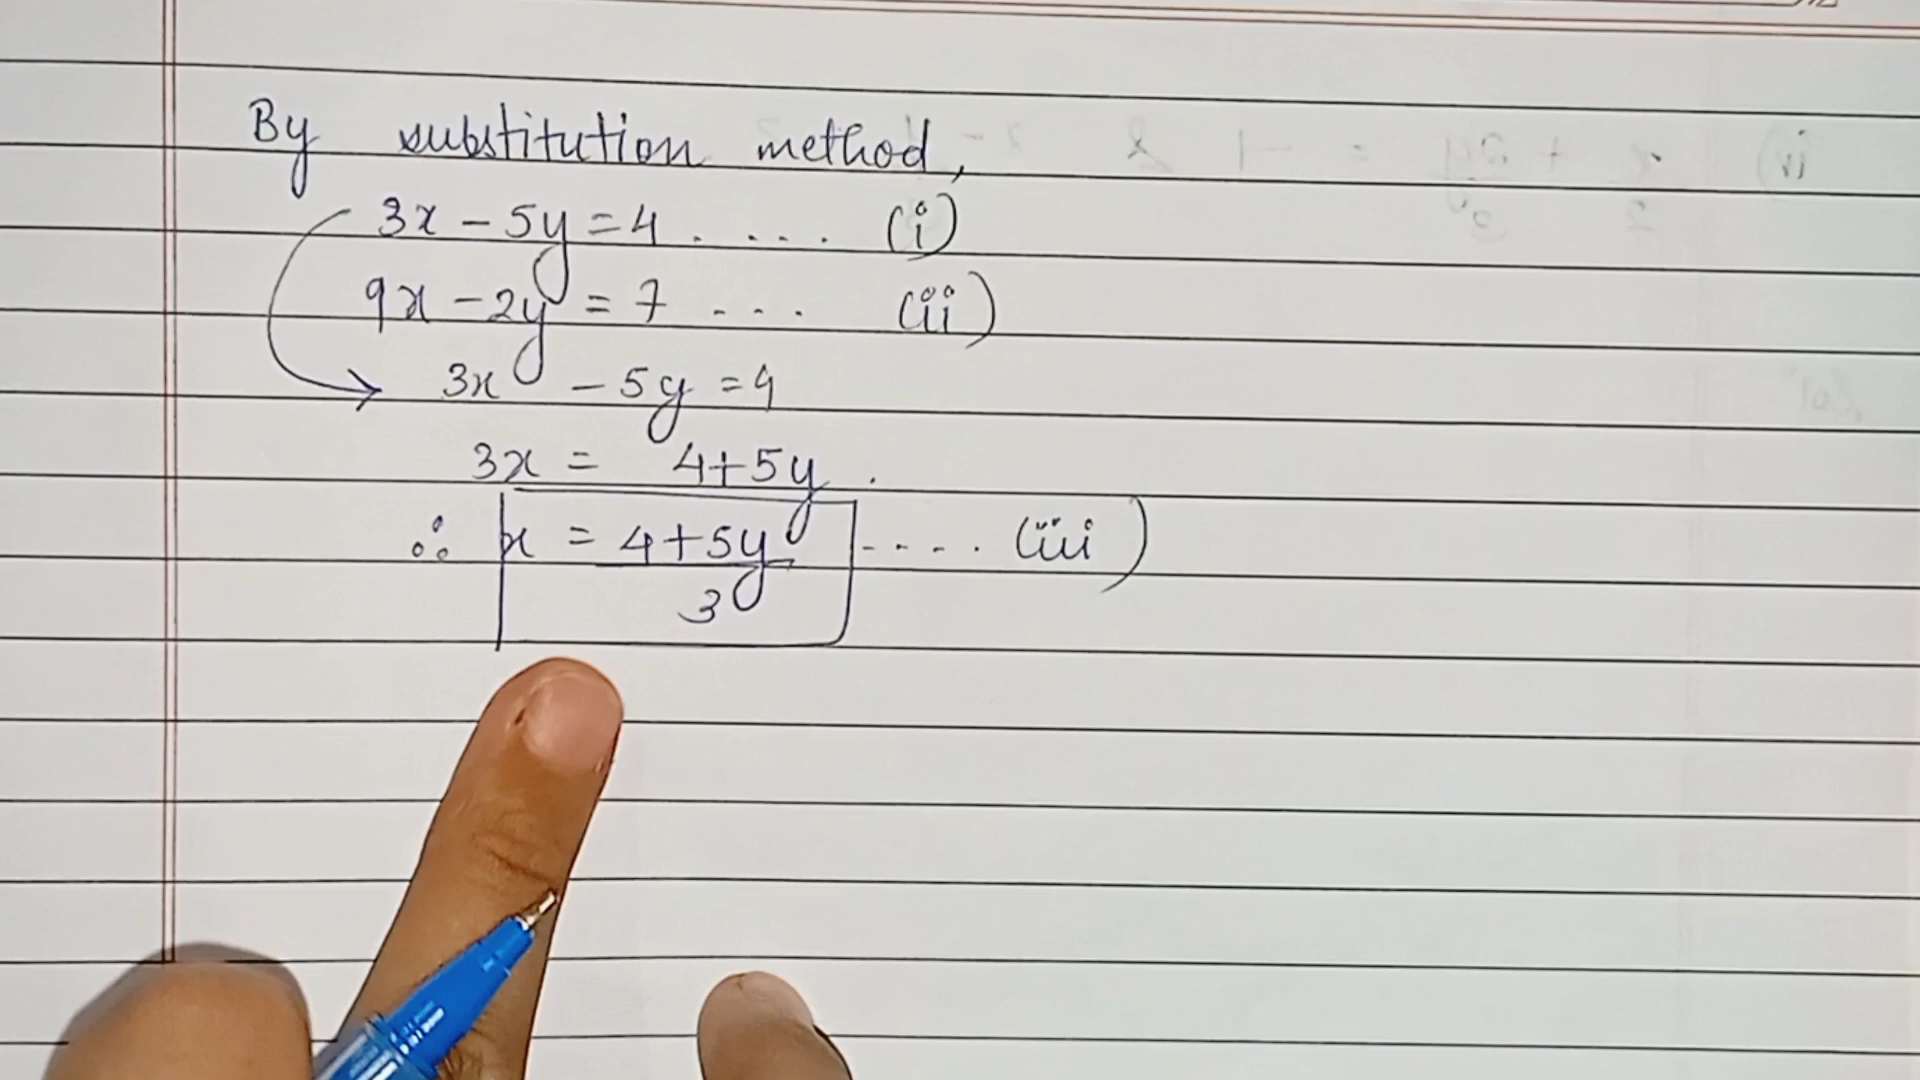 By substitution method,
3x - 5y = 4 . . . . . (i)
9x - 2y = 7 . . . . (ii)
3x - 5y = 4
3x = 4+5y .
∴ x = 4+5y / 3 . . . . (iii)